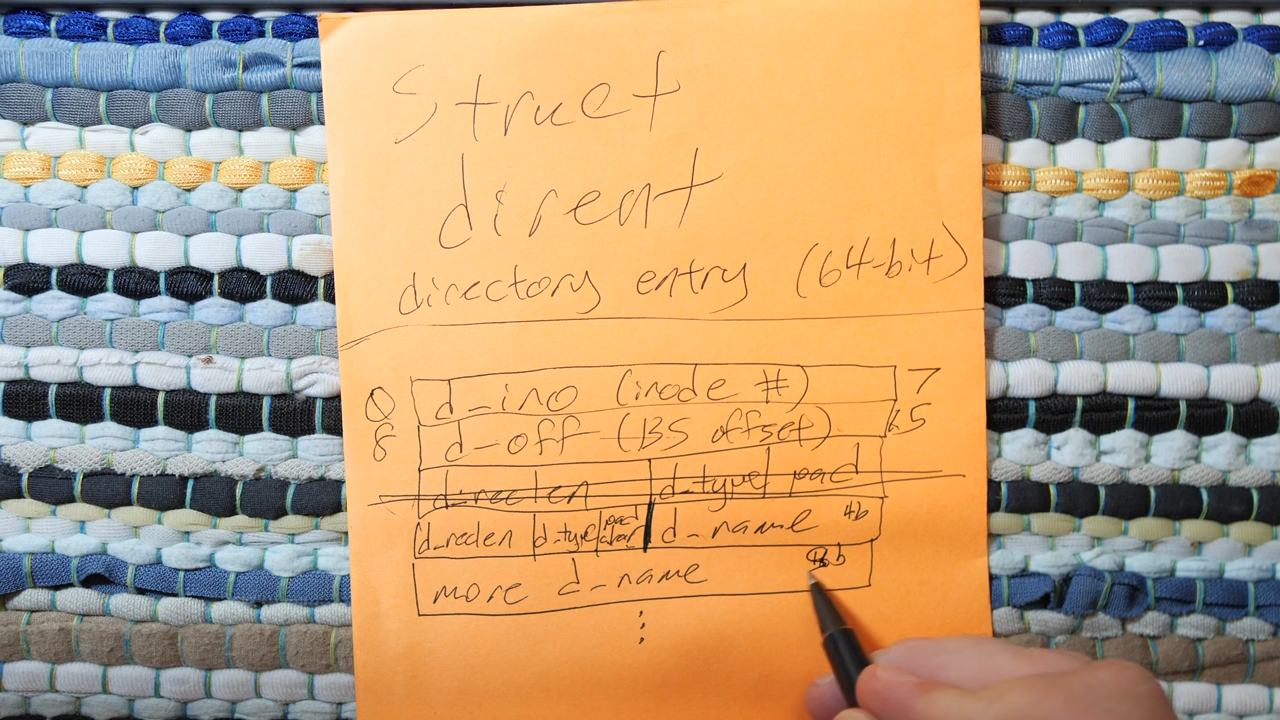 struct
dirent
directory entry (64-bit)
0 d_ino (inode #) 7
8 d_off (BS offset) 15
d_reclen d_type pad
d_reclen d_type pad char d_name 4b
more d_name b
⋮